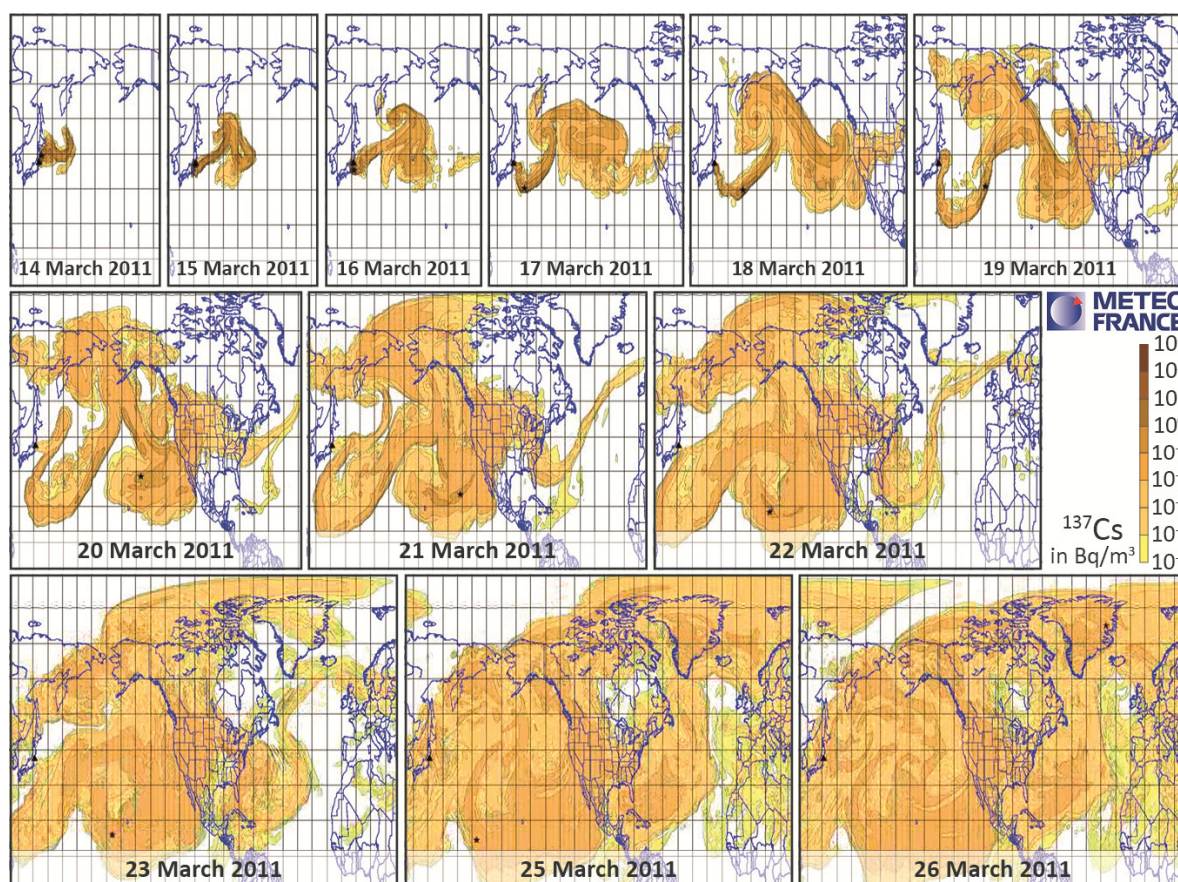 14 March 2011
15 March 2011
16 March 2011
17 March 2011
18 March 2011
19 March 2011
20 March 2011
21 March 2011
22 March 2011
METEO
FRANCE
¹³⁷Cs
in Bq/m³
23 March 2011
25 March 2011
26 March 2011